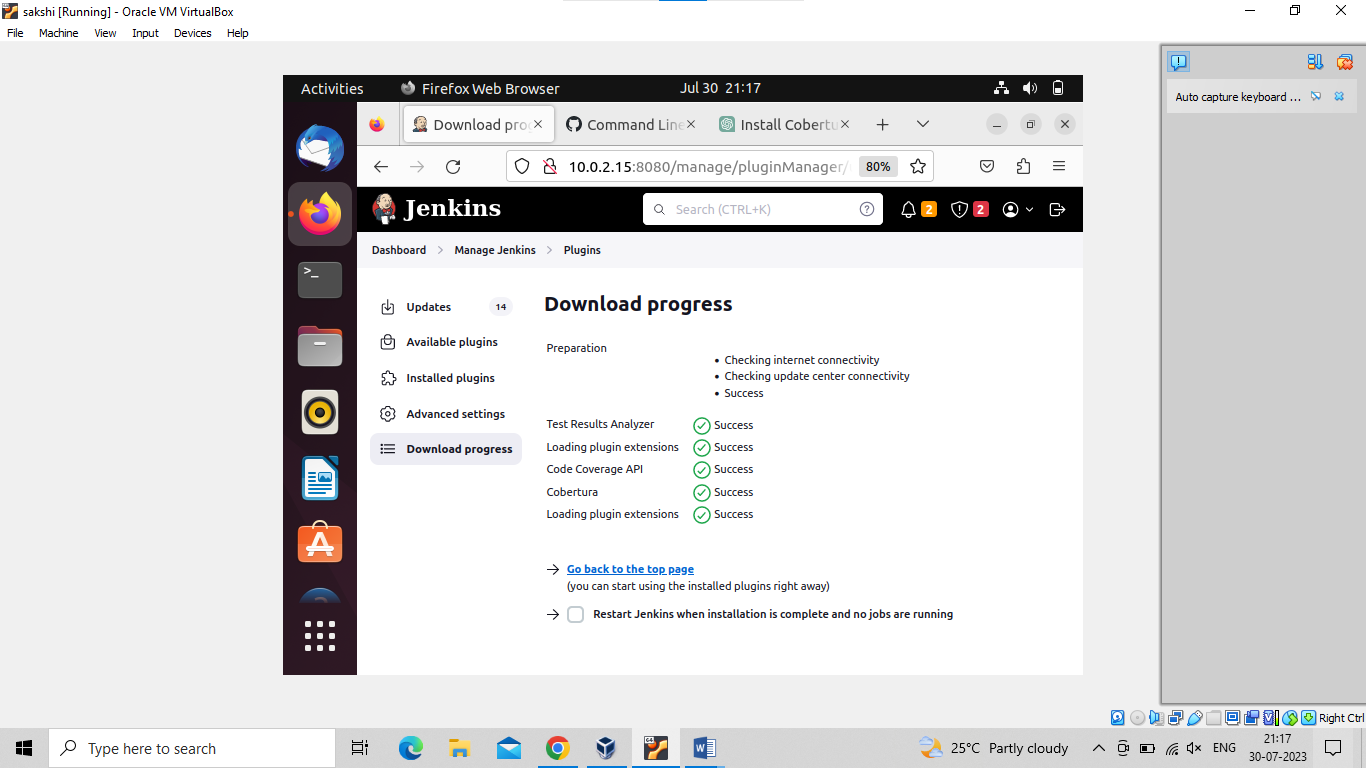 sakshi [Running] - Oracle VM VirtualBox
File Machine View Input Devices Help
Auto capture keyboard ...
Activities Firefox Web Browser Jul 30 21:17
Download pro Command Line Install Cobertu
10.0.2.15:8080/manage/pluginManager/ 80%
Jenkins Search (CTRL+K) 2 2
Dashboard Manage Jenkins Plugins
Updates 14
Available plugins
Installed plugins
Advanced settings
Download progress
Download progress
Preparation
Checking internet connectivity
Checking update center connectivity
Success
Test Results Analyzer Success
Loading plugin extensions Success
Code Coverage API Success
Cobertura Success
Loading plugin extensions Success
Go back to the top page
(you can start using the installed plugins right away)
Restart Jenkins when installation is complete and no jobs are running
Right Ctrl
Type here to search
25°C Partly cloudy
ENG
21:17
30-07-2023